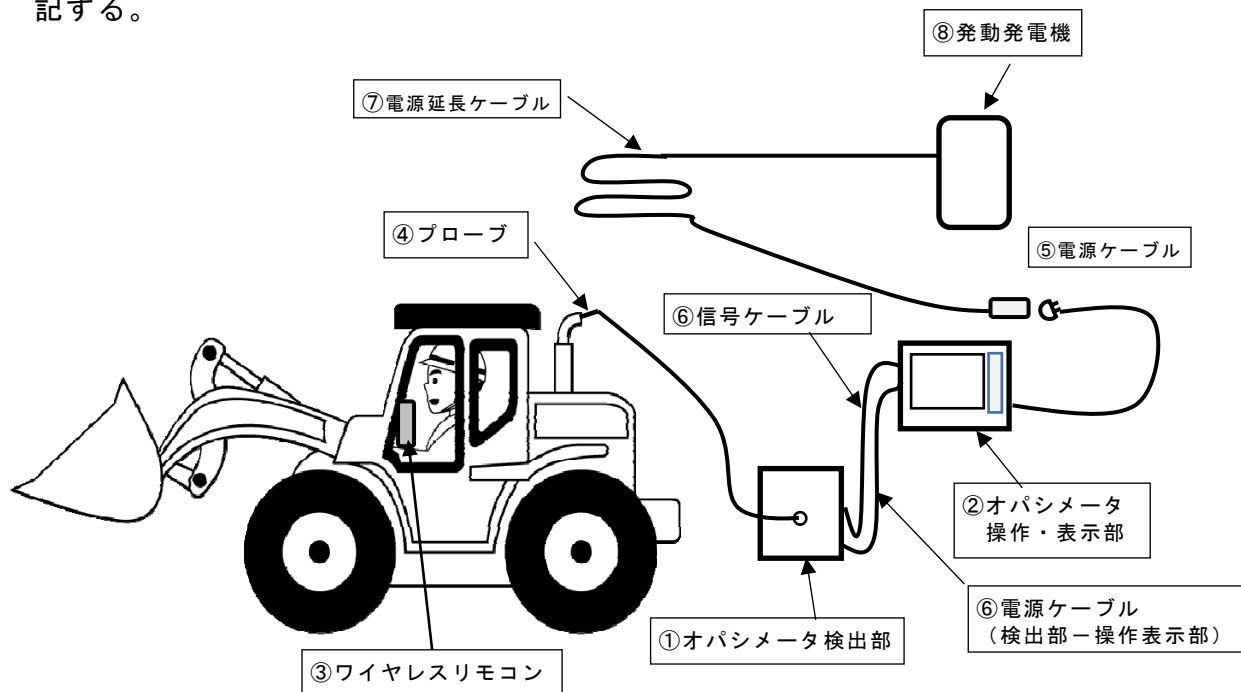 記する。
⑧発動発電機
⑦電源延長ケーブル
④プローブ
⑤電源ケーブル
⑥信号ケーブル
②オパシメータ
操作・表示部
⑥電源ケーブル
（検出部－操作表示部）
①オパシメータ検出部
③ワイヤレスリモコン